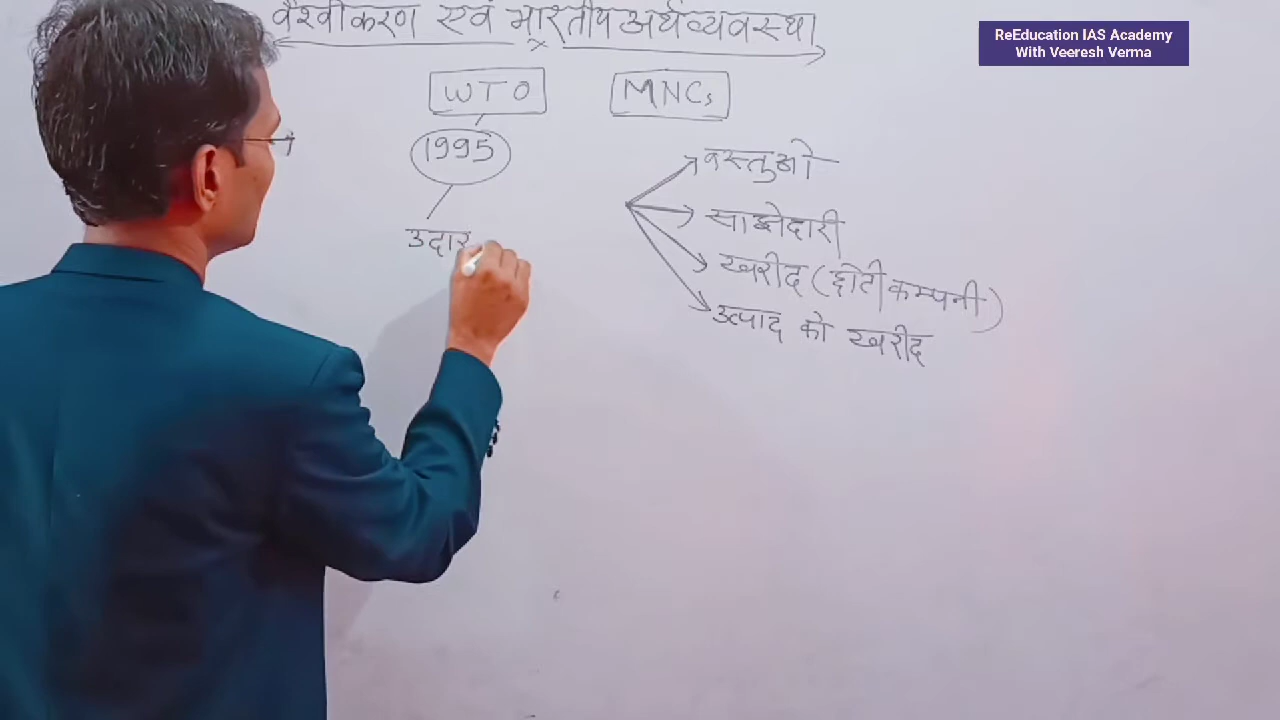 वैश्वीकरण एवं भारतीय अर्थव्यवस्था
ReEducation IAS Academy
With Veeresh Verma
WTO
MNCs
1995
वस्तुओ
उदार
साझेदारी
खरीद (छोटी कम्पनी)
उत्पाद को खरीद